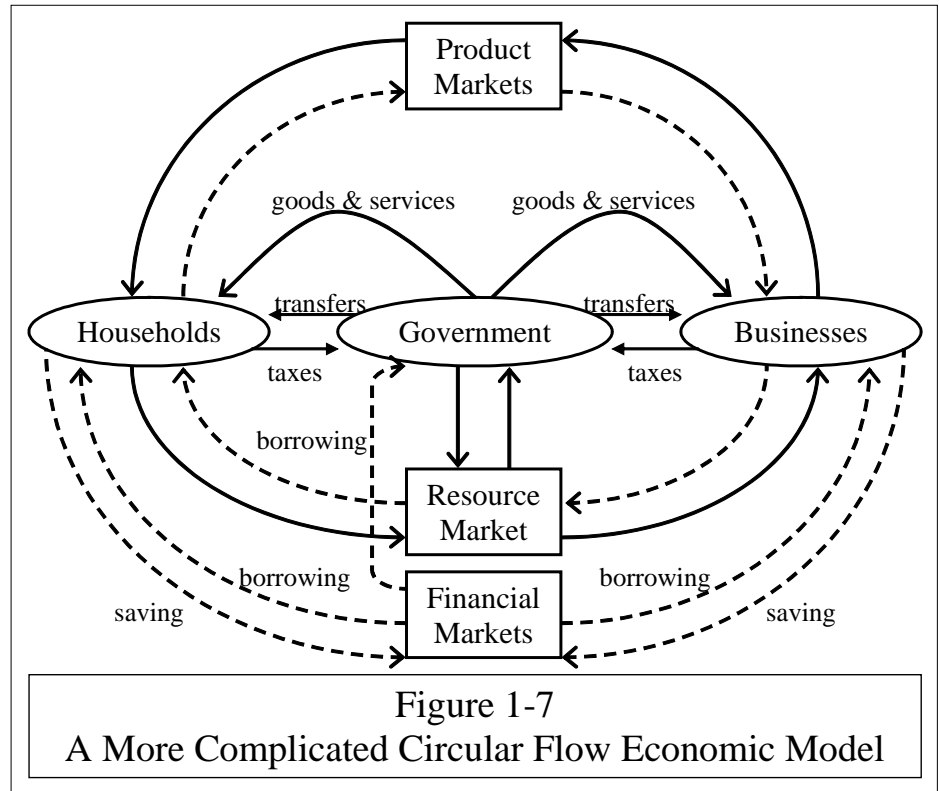 Product
Markets
goods & services
goods & services
transfers
transfers
Households
Government
Businesses
taxes
taxes
borrowing
Resource
Market
borrowing
Financial
Markets
borrowing
saving
saving
Figure 1-7
A More Complicated Circular Flow Economic Model